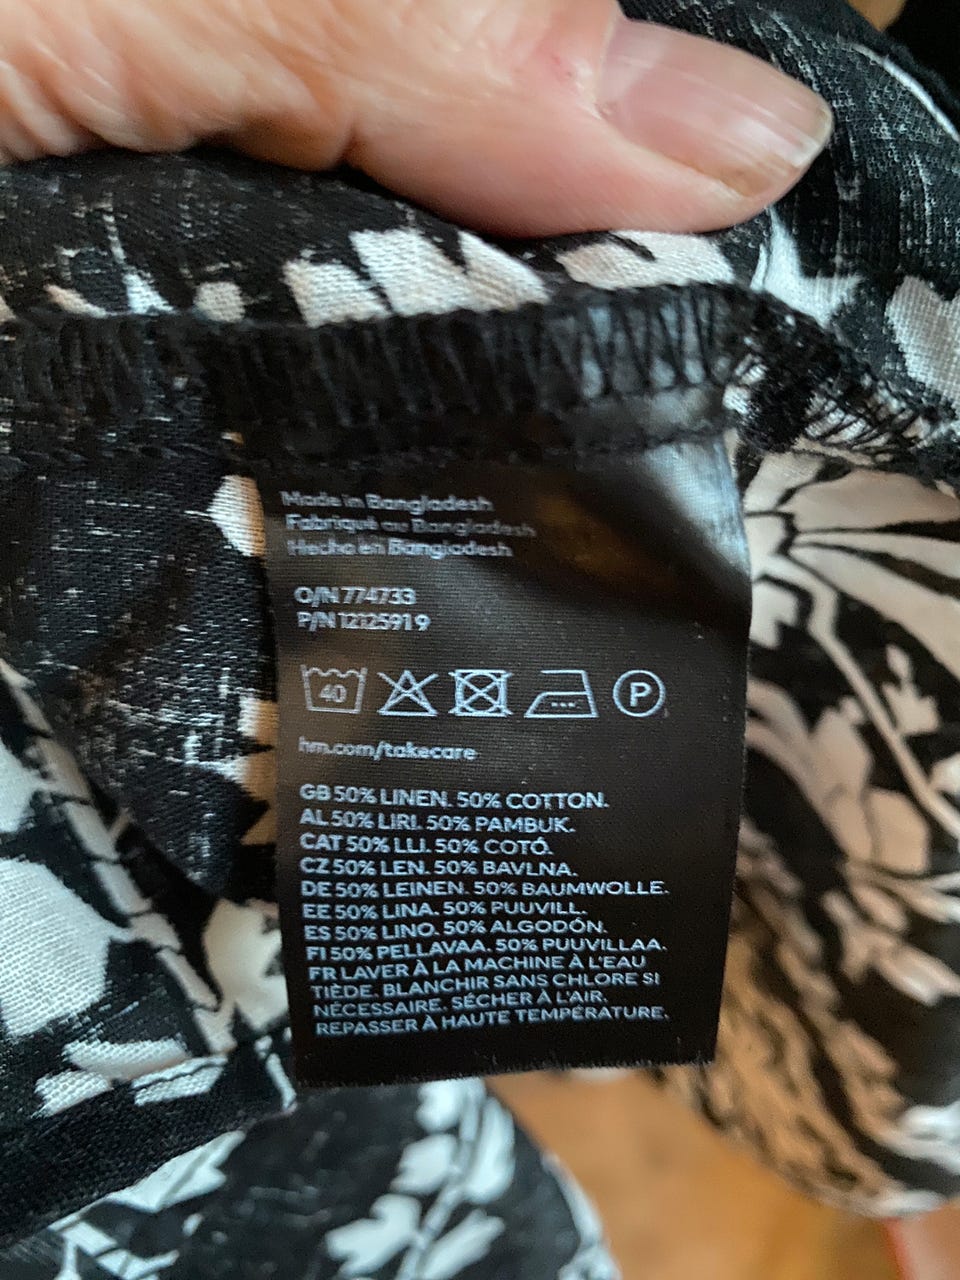 Made in Bangladesh
Fabriqué au Bangladesh
Hecho en Bangladesh
O/N 774733
P/N 12125919
40 P
hm.com/takecare
GB 50% LINEN. 50% COTTON.
AL 50% LIRI. 50% PAMBUK.
CAT 50% LLI. 50% COTÓ.
CZ 50% LEN. 50% BAVLNA.
DE 50% LEINEN. 50% BAUMWOLLE.
EE 50% LINA. 50% PUUVILL.
ES 50% LINO. 50% ALGODÓN.
FI 50% PELLAVAA. 50% PUUVILLAA.
FR LAVER À LA MACHINE À L'EAU
TIÈDE. BLANCHIR SANS CHLORE SI
NÉCESSAIRE. SÉCHER À L'AIR.
REPASSER À HAUTE TEMPÉRATURE.